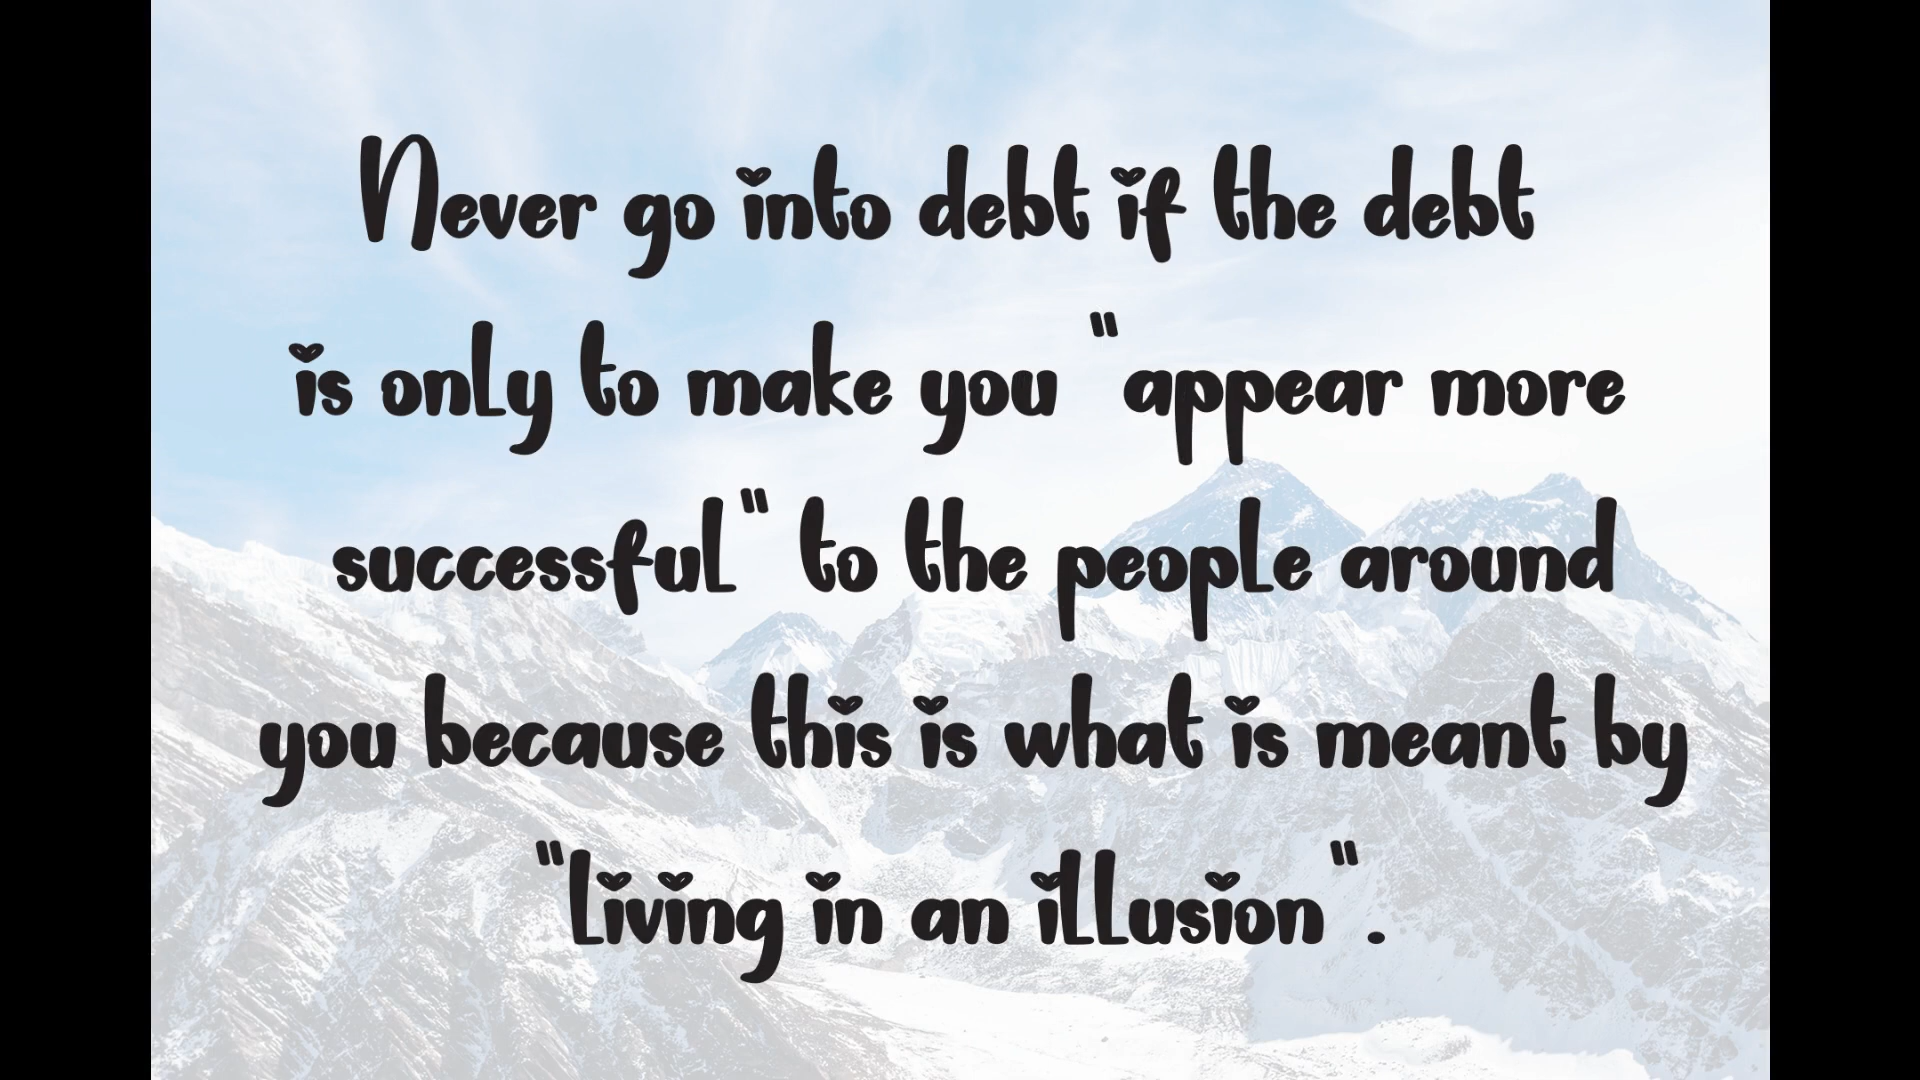 Never go into debt if the debt
is only to make you "appear more
successful" to the people around
you because this is what is meant by
"living in an illusion".